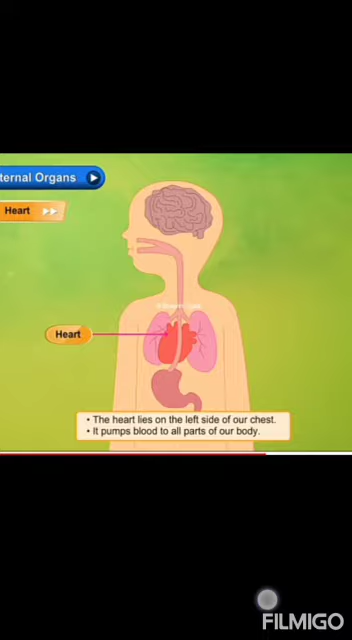 ternal Organs
Heart
Heart
• The heart lies on the left side of our chest.
• It pumps blood to all parts of our body.
FILMIGO